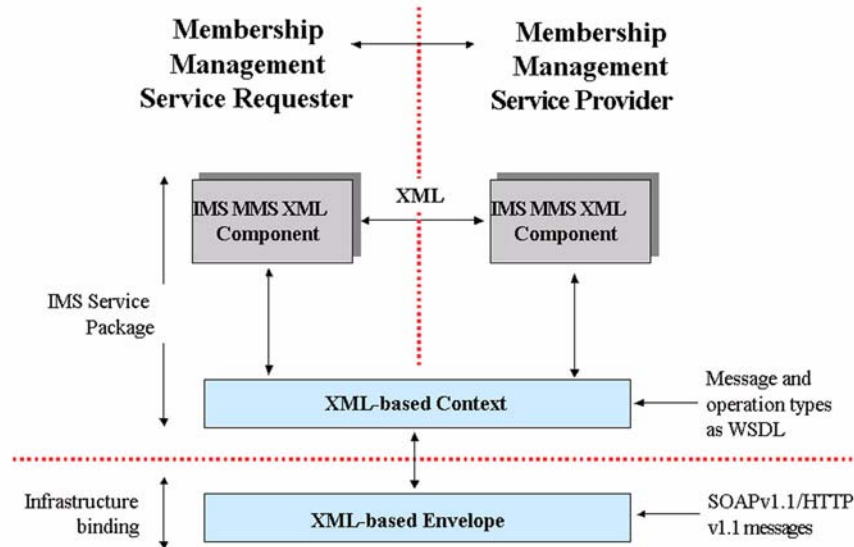 Membership
Management
Service Requester
Membership
Management
Service Provider
XML
IMS MMS XML
Component
IMS MMS XML
Component
IMS Service
Package
XML-based Context
Message and
operation types
as WSDL
Infrastructure
binding
XML-based Envelope
SOAPv1.1/HTTP
v1.1 messages